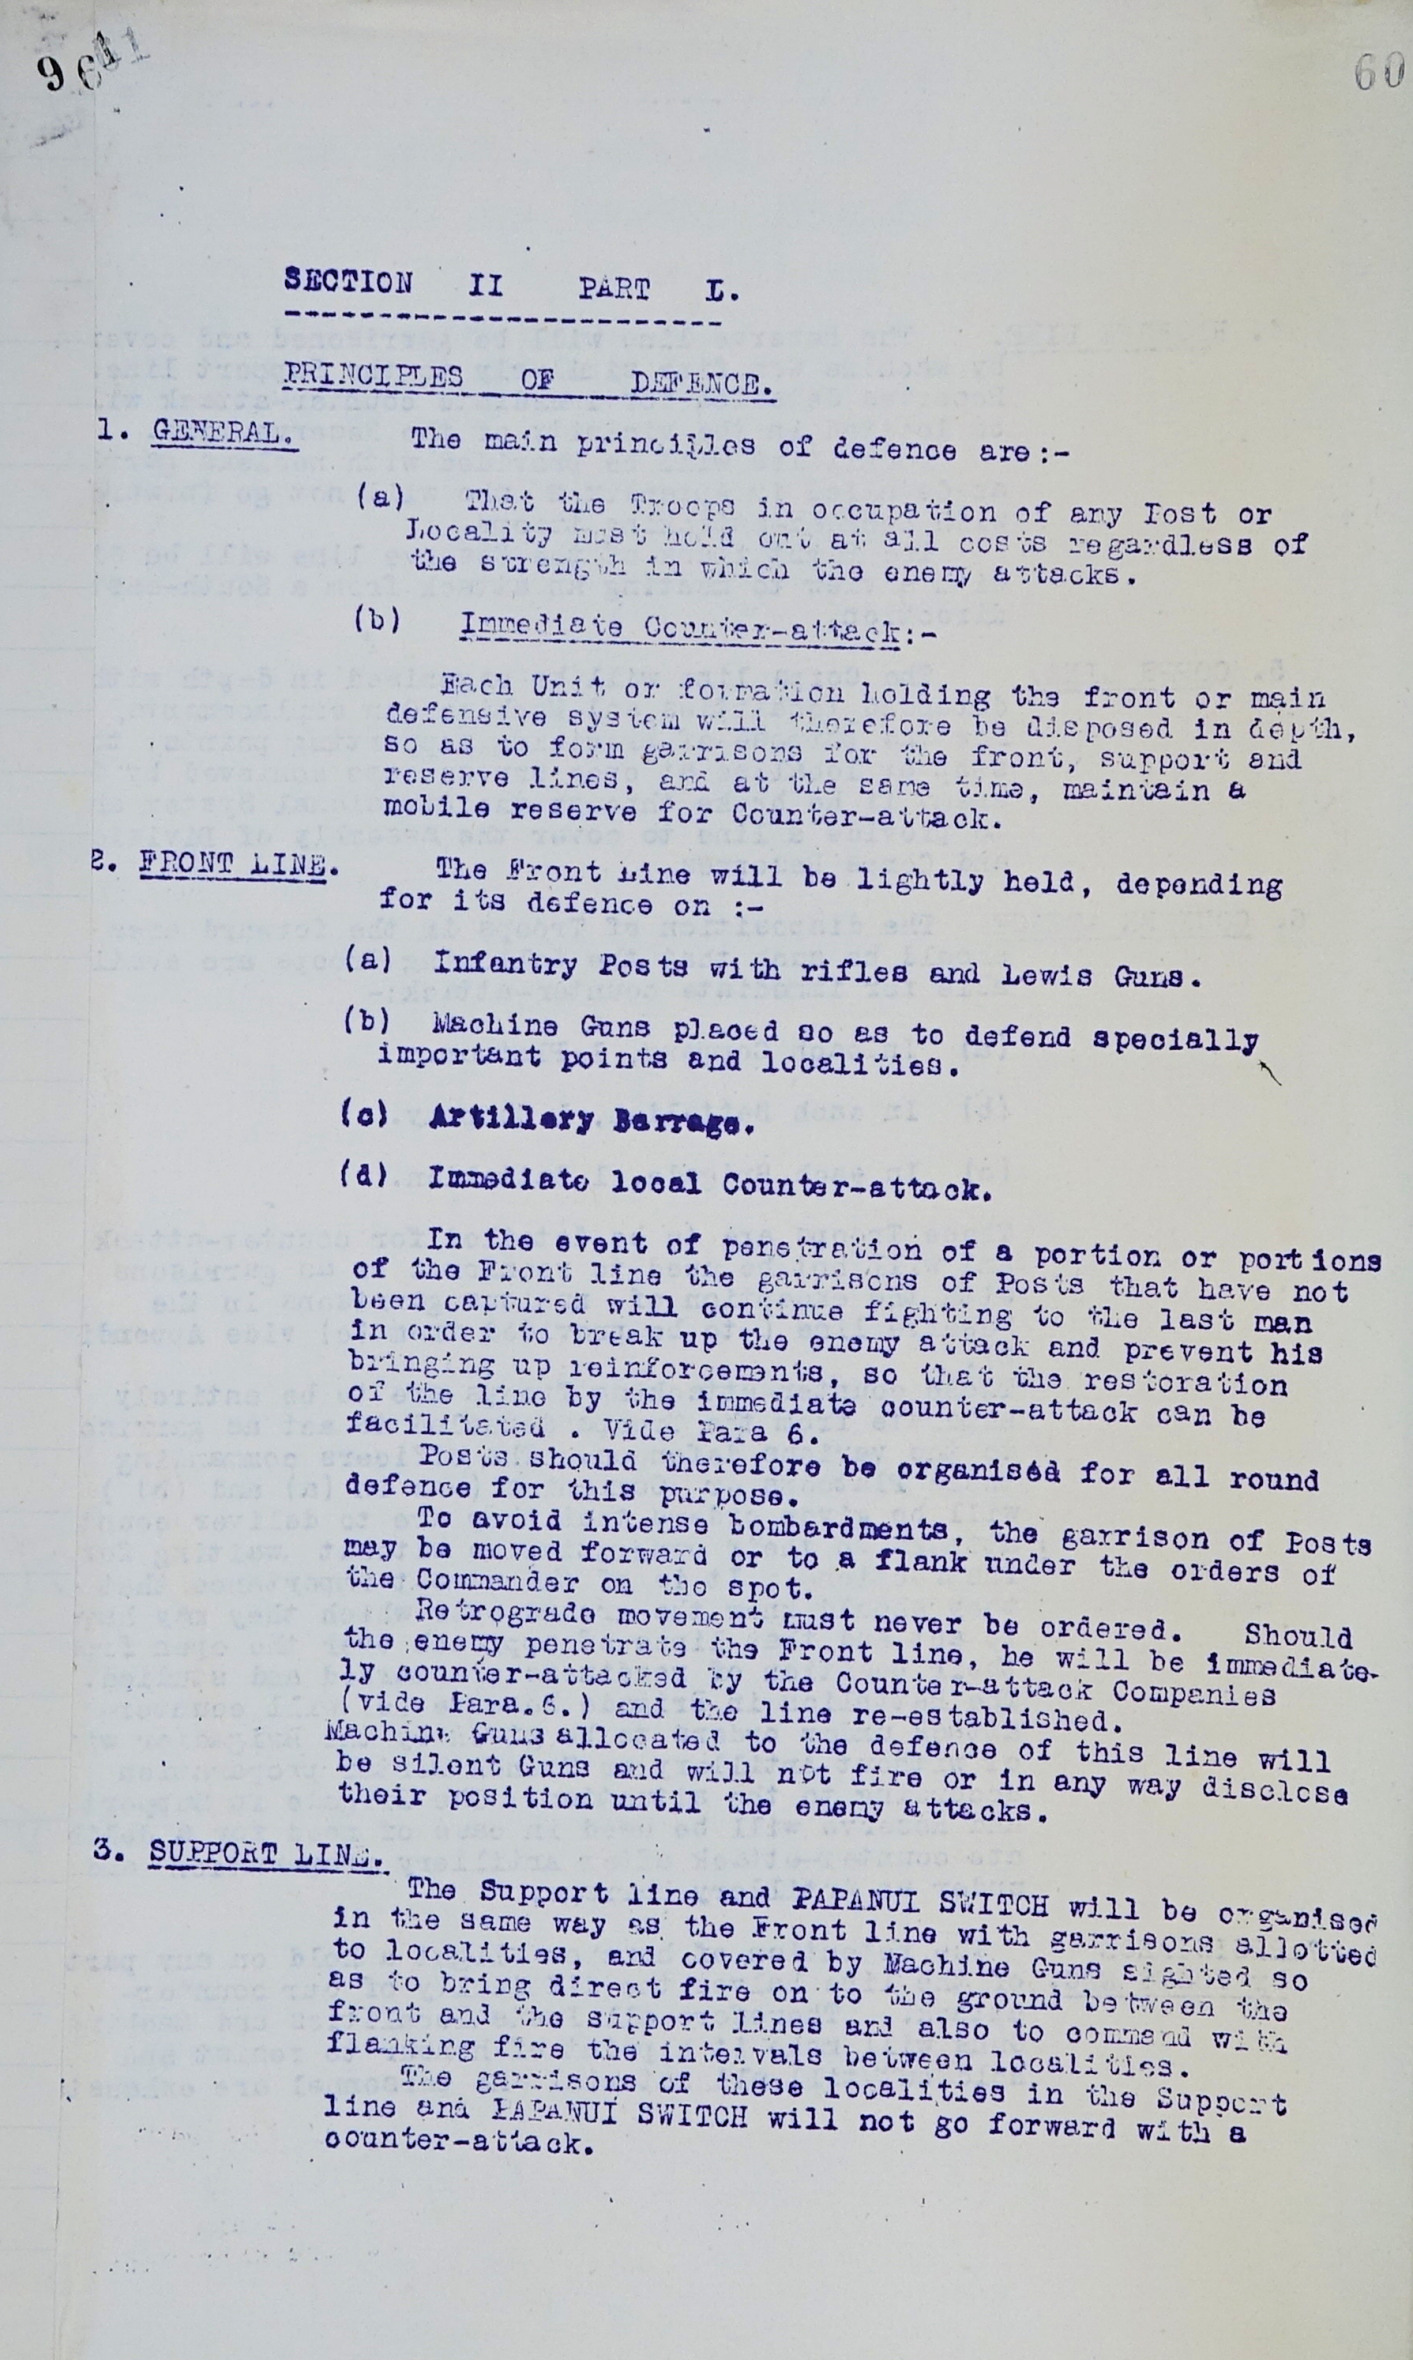 60
SECTION II PART I.
PRINCIPLES OF DEFENCE.
1. GENERAL. The main principles of defence are:-
(a) That the Troops in occupation of any Post or
Locality must hold out at all costs regardless of
the strength in which the enemy attacks.
(b) Immediate Counter-attack:-
Each Unit or formation holding the front or main
defensive system will therefore be disposed in depth,
so as to form garrisons for the front, support and
reserve lines, and at the same time, maintain a
mobile reserve for Counter-attack.
2. FRONT LINE. The Front Line will be lightly held, depending
for its defence on :-
(a) Infantry Posts with rifles and Lewis Guns.
(b) Machine Guns placed so as to defend specially
important points and localities.
(c) Artillery Barrage.
(d) Immediate local Counter-attack.
In the event of penetration of a portion or portions
of the Front line the garrisons of Posts that have not
been captured will continue fighting to the last man
in order to break up the enemy attack and prevent his
bringing up reinforcements, so that the restoration
of the line by the immediate counter-attack can be
facilitated . Vide Para 6.
Posts should therefore be organised for all round
defence for this purpose.
To avoid intense bombardments, the garrison of Posts
may be moved forward or to a flank under the orders of
the Commander on the spot.
Retrograde movement must never be ordered. Should
the enemy penetrate the Front line, he will be immediate-
ly counter-attacked by the Counter-attack Companies
(vide Para.6.) and the line re-established.
Machine Guns allocated to the defence of this line will
be silent Guns and will not fire or in any way disclose
their position until the enemy attacks.
3. SUPPORT LINE.
The Support line and PAPANUI SWITCH will be organised
in the same way as the Front line with garrisons allotted
to localities, and covered by Machine Guns sighted so
as to bring direct fire on to the ground between the
front and the support lines and also to command with
flanking fire the intervals between localities.
The garrisons of these localities in the Support
line and PAPANUI SWITCH will not go forward with a
counter-attack.